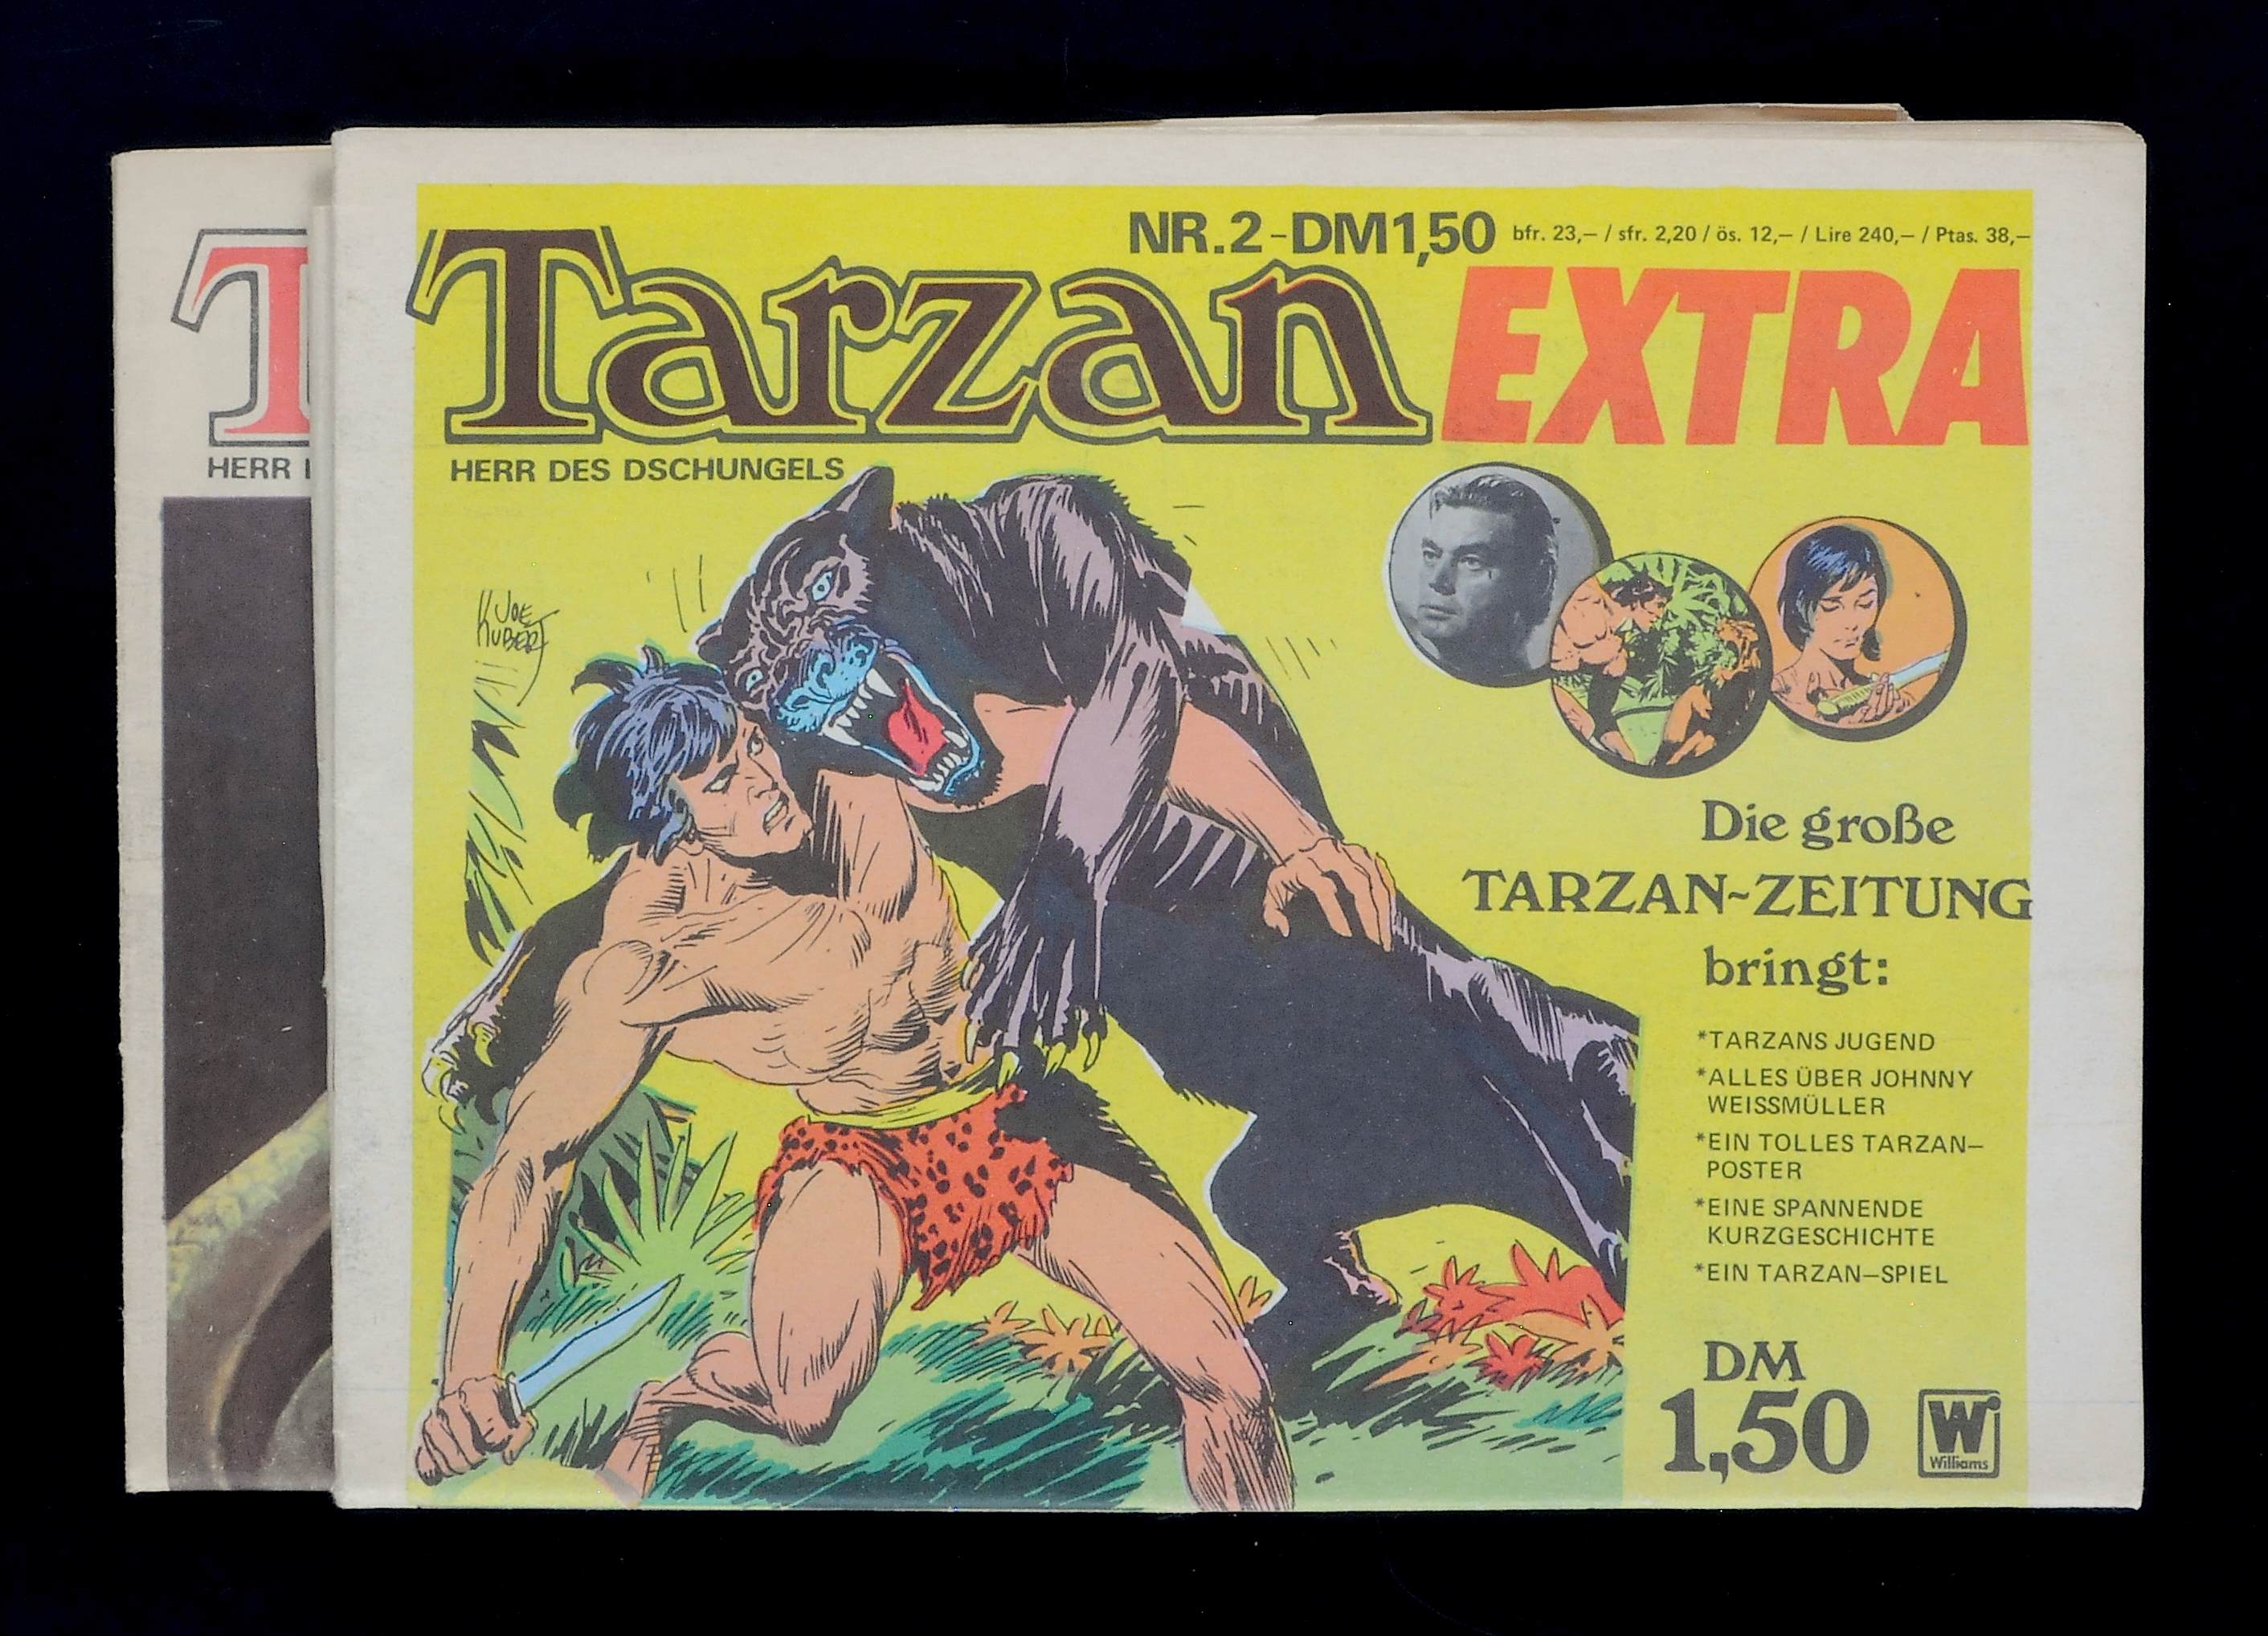 T
HERR
NR.2-DM1,50 bfr. 23,– / sfr. 2,20 / ös. 12,– / Lire 240,– / Ptas. 38,–
Tarzan EXTRA
HERR DES DSCHUNGELS
JOE
KUBERT
Die große
TARZAN-ZEITUNG
bringt:
*TARZANS JUGEND
*ALLES ÜBER JOHNNY
WEISSMÜLLER
*EIN TOLLES TARZAN–
POSTER
*EINE SPANNENDE
KURZGESCHICHTE
*EIN TARZAN–SPIEL
DM
1,50
W
Williams